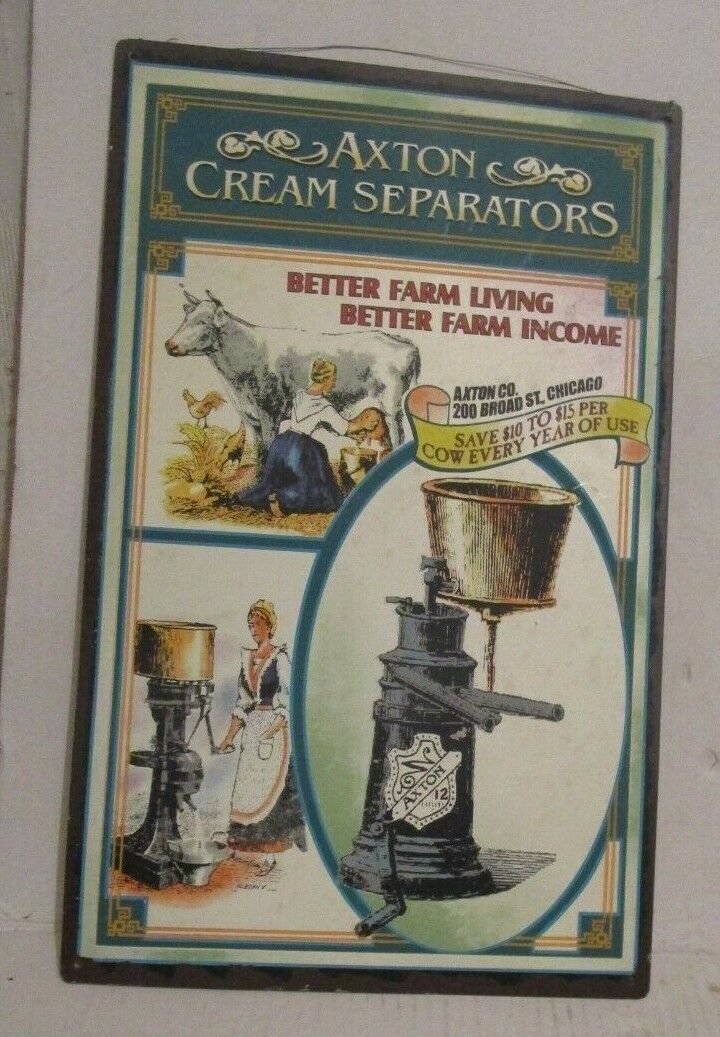 AXTON
CREAM SEPARATORS
BETTER FARM LIVING
BETTER FARM INCOME
AXTON CO.
200 BROAD ST. CHICAGO
SAVE $10 TO $15 PER
COW EVERY YEAR OF USE
AXTON
12